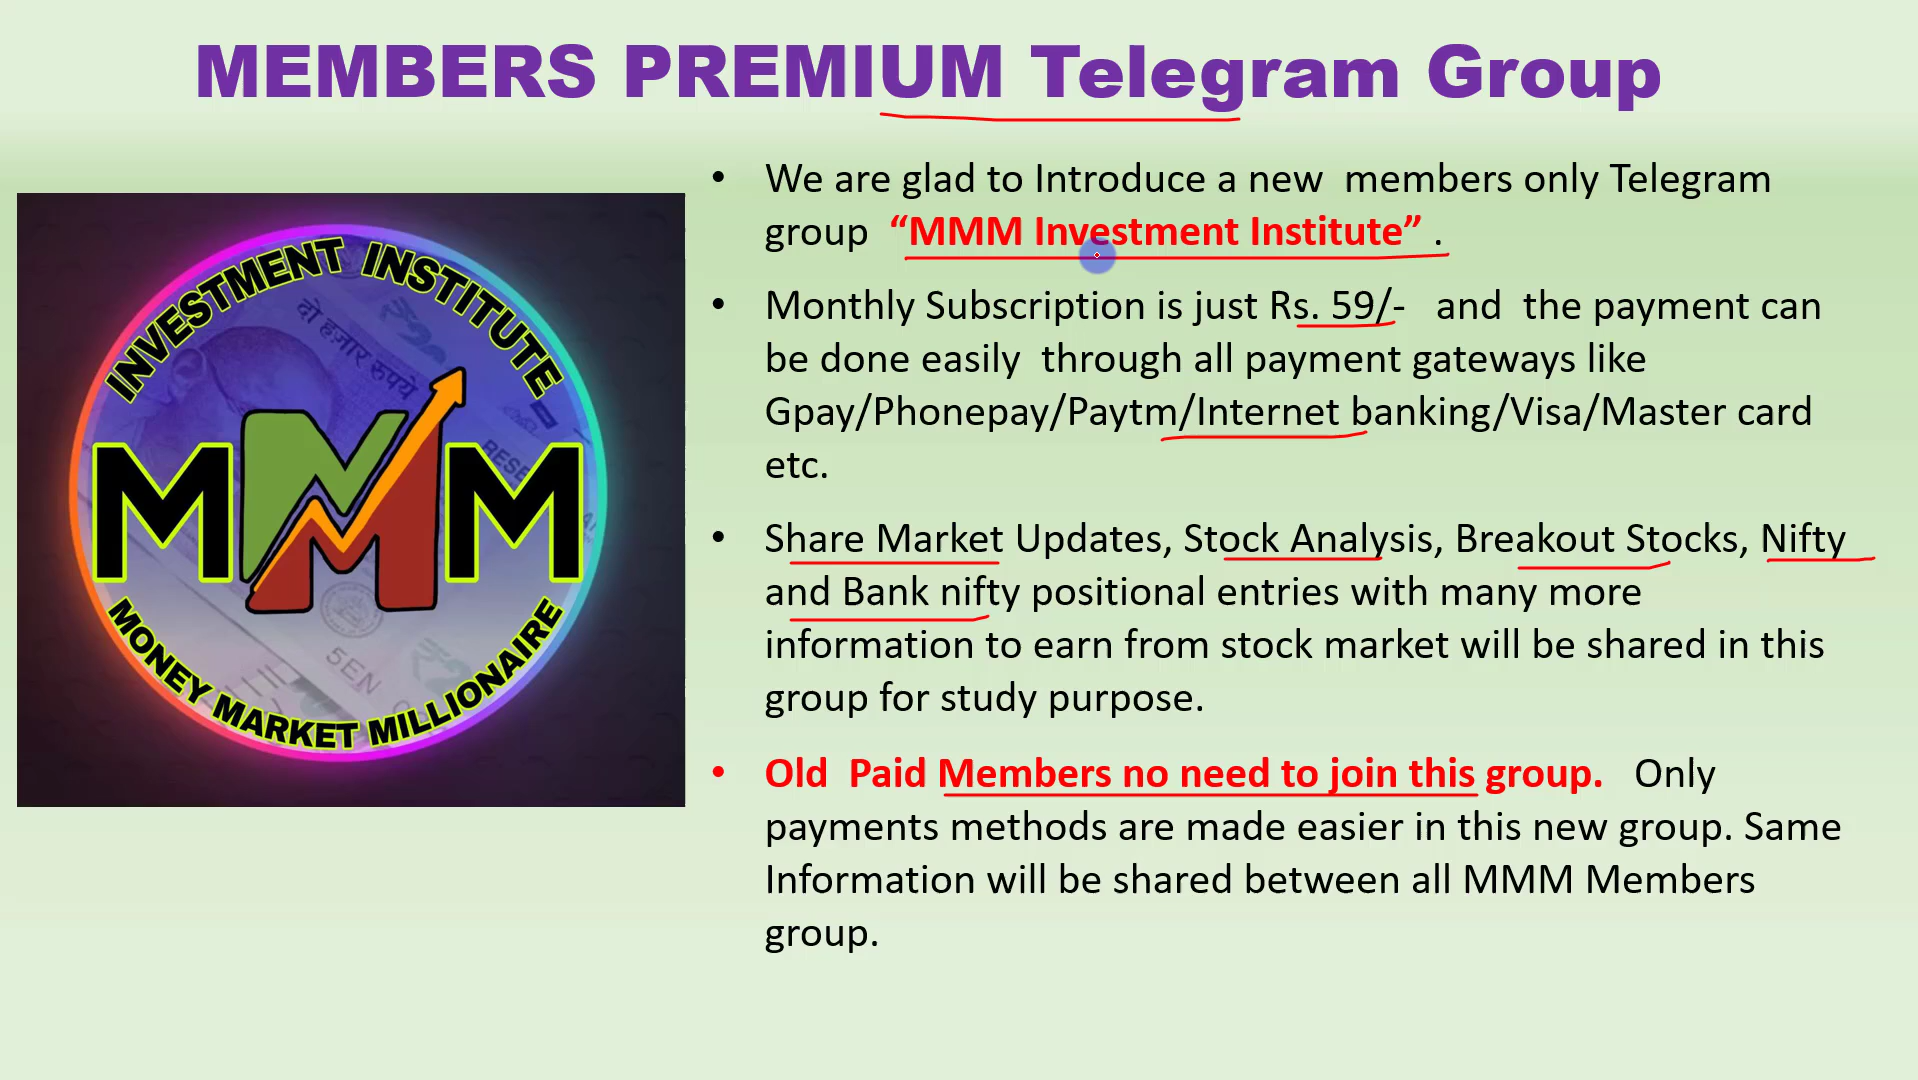 MEMBERS PREMIUM Telegram Group
INVESTMENT INSTITUTE
दो हज़ार रुपये
MMM
5EN
MONEY MARKET MILLIONAIRE
• We are glad to Introduce a new members only Telegram
group “MMM Investment Institute” .
• Monthly Subscription is just Rs. 59/- and the payment can
be done easily through all payment gateways like
Gpay/Phonepay/Paytm/Internet banking/Visa/Master card
etc.
• Share Market Updates, Stock Analysis, Breakout Stocks, Nifty
and Bank nifty positional entries with many more
information to earn from stock market will be shared in this
group for study purpose.
• Old Paid Members no need to join this group. Only
payments methods are made easier in this new group. Same
Information will be shared between all MMM Members
group.